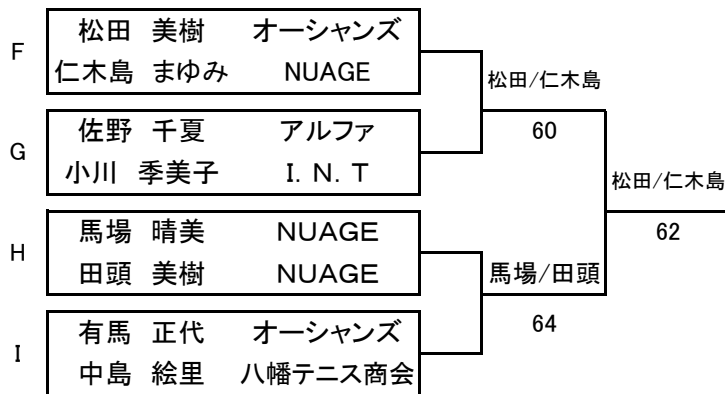 F
松田 美樹 オーシャンズ
仁木島 まゆみ NUAGE
松田/仁木島
60
G
佐野 千夏 アルファ
小川 季美子 I. N. T
松田/仁木島
62
H
馬場 晴美 NUAGE
田頭 美樹 NUAGE
馬場/田頭
64
I
有馬 正代 オーシャンズ
中島 絵里 八幡テニス商会